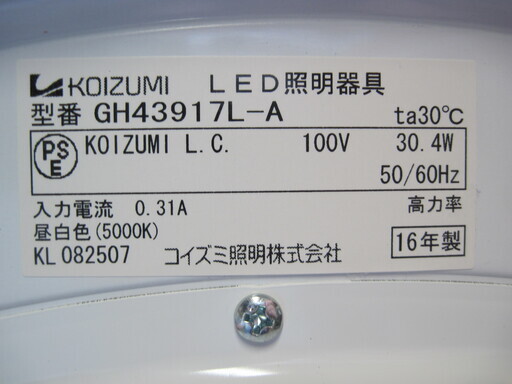 KOIZUMI LED照明器具
型番 GH43917L-A ta30℃
PSE KOIZUMI L.C. 100V 30.4W
50/60Hz
入力電流 0.31A 高力率
昼白色(5000K)
KL 082507 コイズミ照明株式会社 16年製